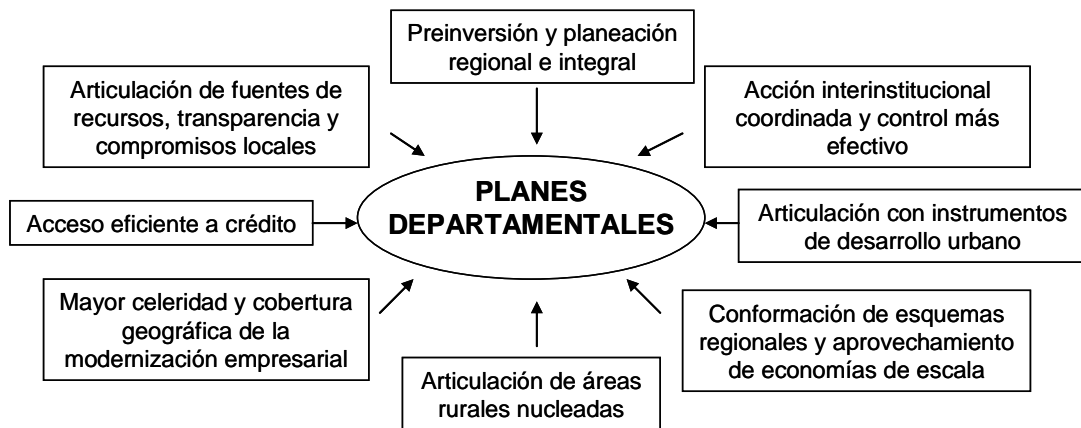 Preinversión y planeación
regional e integral
Articulación de fuentes de
recursos, transparencia y
compromisos locales
Acción interinstitucional
coordinada y control más
efectivo
PLANES
DEPARTAMENTALES
Acceso eficiente a crédito
Articulación con instrumentos
de desarrollo urbano
Mayor celeridad y cobertura
geográfica de la
modernización empresarial
Conformación de esquemas
regionales y aprovechamiento
de economías de escala
Articulación de áreas
rurales nucleadas